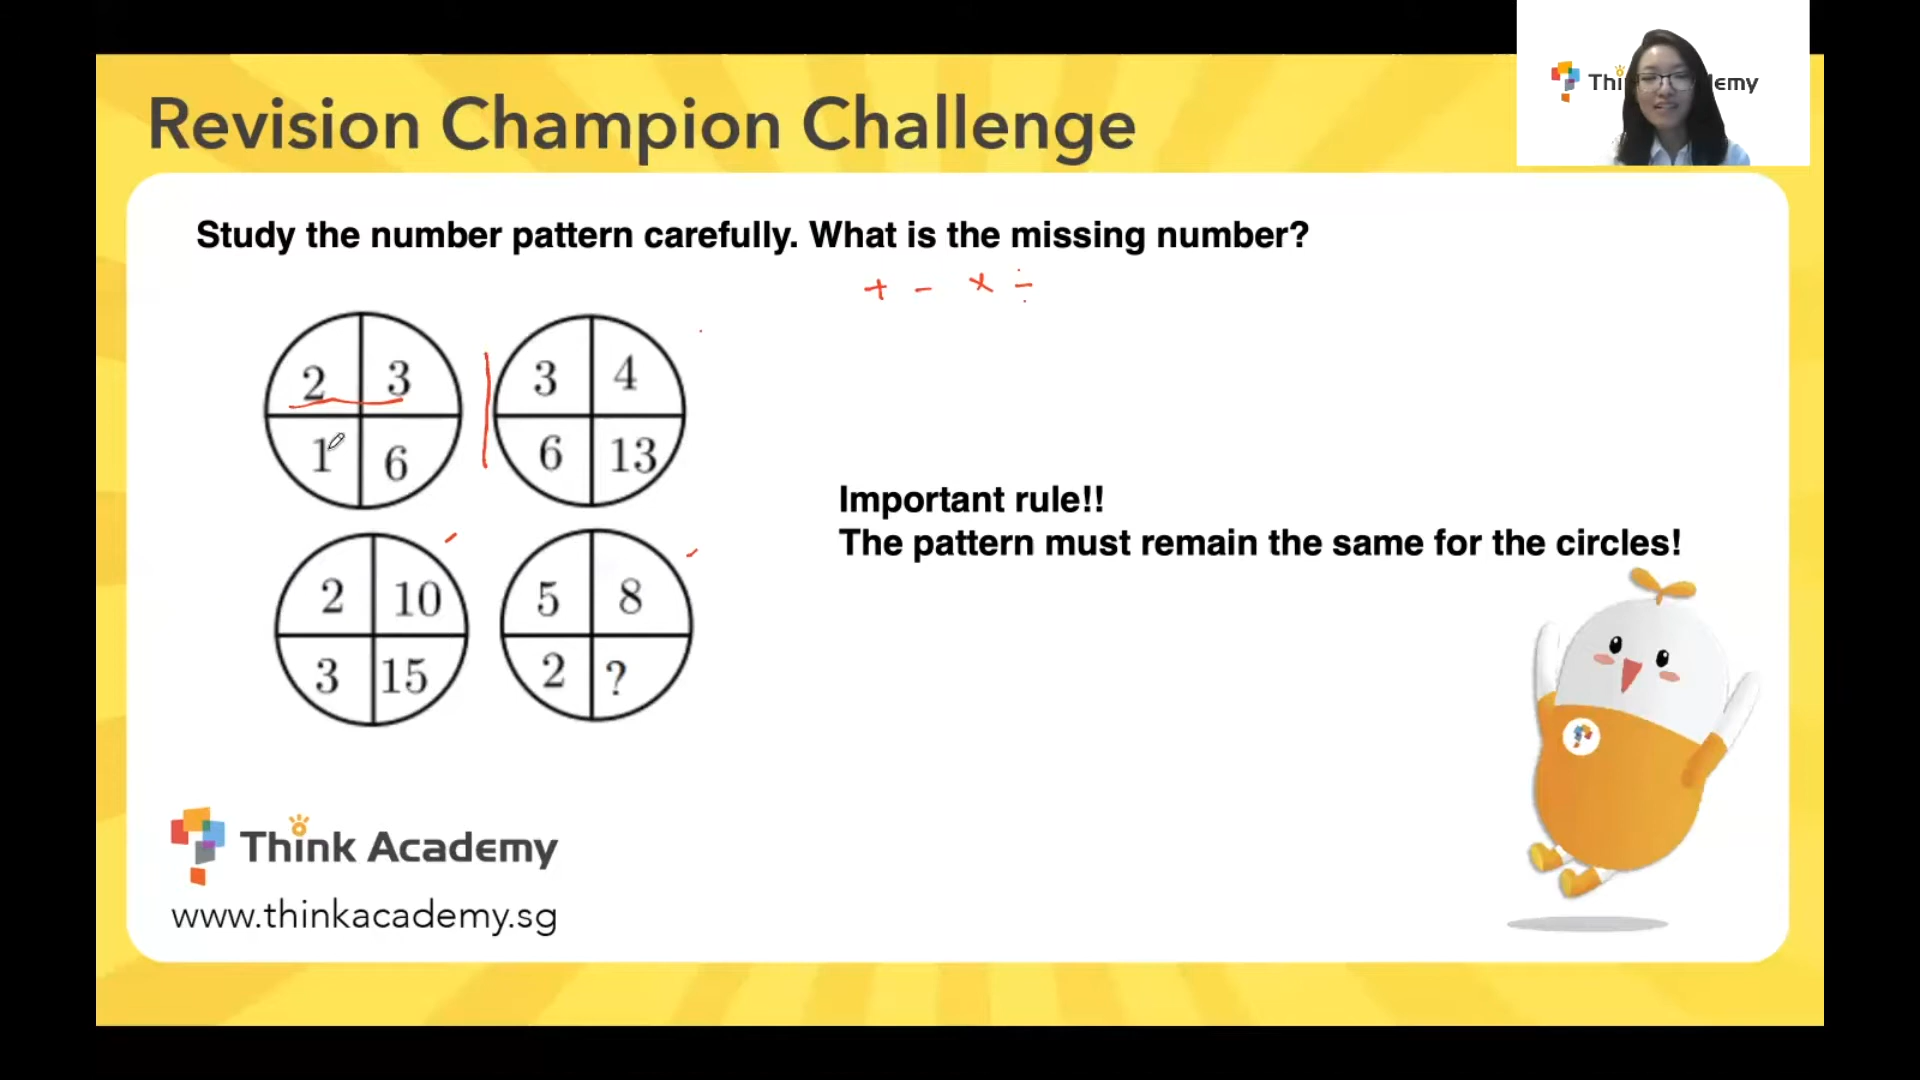 Think Academy
Revision Champion Challenge
Study the number pattern carefully. What is the missing number?
+ - × ÷
2 3
1 6
3 4
6 13
2 10
3 15
5 8
2 ?
Important rule!!
The pattern must remain the same for the circles!
Think Academy
www.thinkacademy.sg